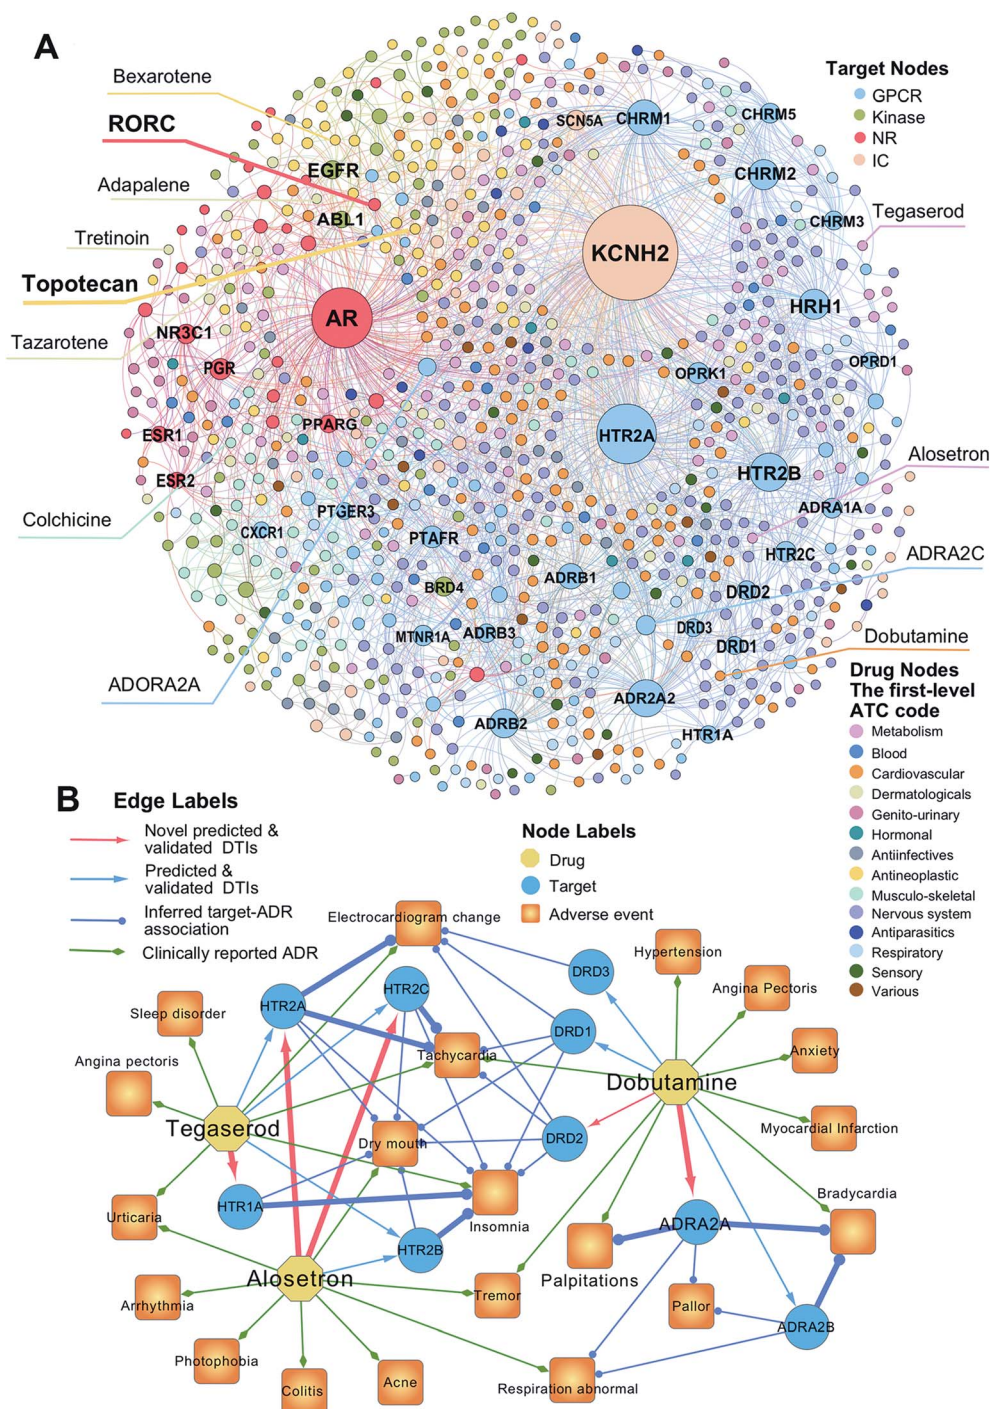 A
Bexarotene
RORC
Adapalene
Tretinoin
Topotecan
Tazarotene
Colchicine
ADORA2A
Target Nodes
GPCR
Kinase
NR
IC
Tegaserod
Alosetron
ADRA2C
Dobutamine
SCN5A
CHRM1
CHRM5
EGFR
CHRM2
ABL1
CHRM3
KCNH2
HRH1
AR
NR3C1
PGR
OPRK1
OPRD1
PPARG
ESR1
HTR2A
HTR2B
ESR2
PTGER3
ADRA1A
CXCR1
PTAFR
HTR2C
BRD4
ADRB1
DRD2
MTNR1A
ADRB3
DRD3
DRD1
ADR2A2
ADRB2
HTR1A
Drug Nodes
The first-level
ATC code
Metabolism
Blood
Cardiovascular
Dermatologicals
Genito-urinary
Hormonal
Antiinfectives
Antineoplastic
Musculo-skeletal
Nervous system
Antiparasitics
Respiratory
Sensory
Various
B
Edge Labels
Novel predicted &
validated DTIs
Predicted &
validated DTIs
Inferred target-ADR
association
Clinically reported ADR
Node Labels
Drug
Target
Adverse event
Electrocardiogram change
Hypertension
DRD3
Angina Pectoris
HTR2A
HTR2C
Sleep disorder
DRD1
Anxiety
Angina pectoris
Tachycardia
Dobutamine
Tegaserod
Dry mouth
DRD2
Myocardial Infarction
HTR1A
Insomnia
Bradycardia
Urticaria
ADRA2A
HTR2B
Alosetron
Palpitations
Arrhythmia
Tremor
Pallor
ADRA2B
Photophobia
Colitis
Acne
Respiration abnormal